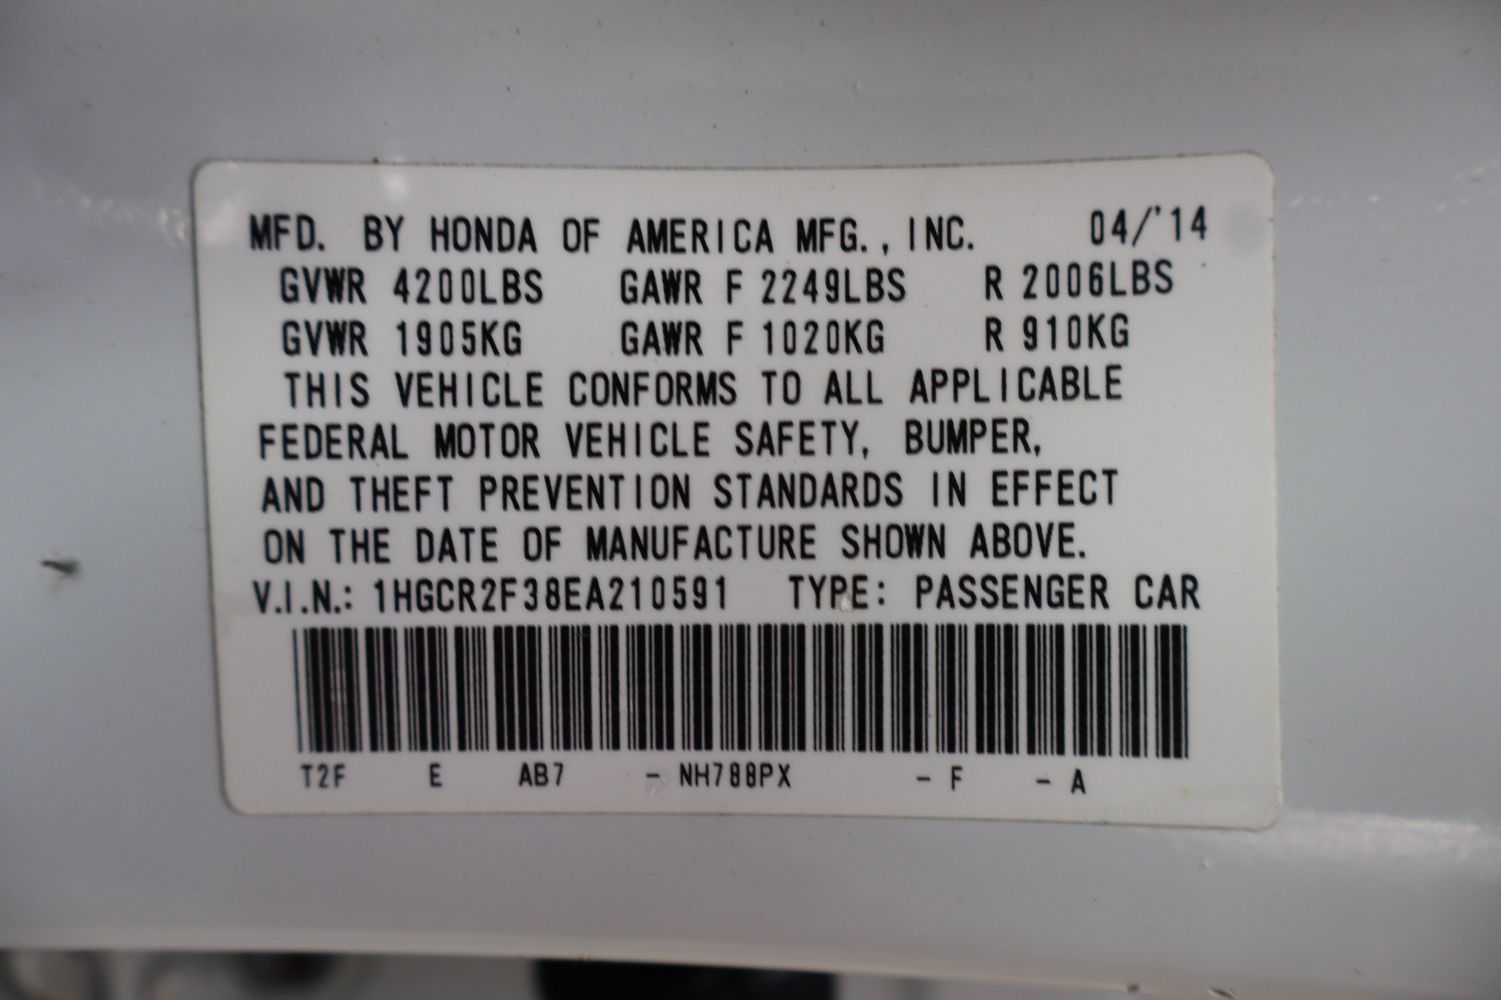 MFD. BY HONDA OF AMERICA MFG., INC. 04/'14
GVWR 4200LBS GAWR F 2249LBS R 2006LBS
GVWR 1905KG GAWR F 1020KG R 910KG
THIS VEHICLE CONFORMS TO ALL APPLICABLE
FEDERAL MOTOR VEHICLE SAFETY, BUMPER,
AND THEFT PREVENTION STANDARDS IN EFFECT
ON THE DATE OF MANUFACTURE SHOWN ABOVE.
V.I.N.: 1HGCR2F38EA210591 TYPE: PASSENGER CAR
T2F E AB7 - NH788PX - F - A